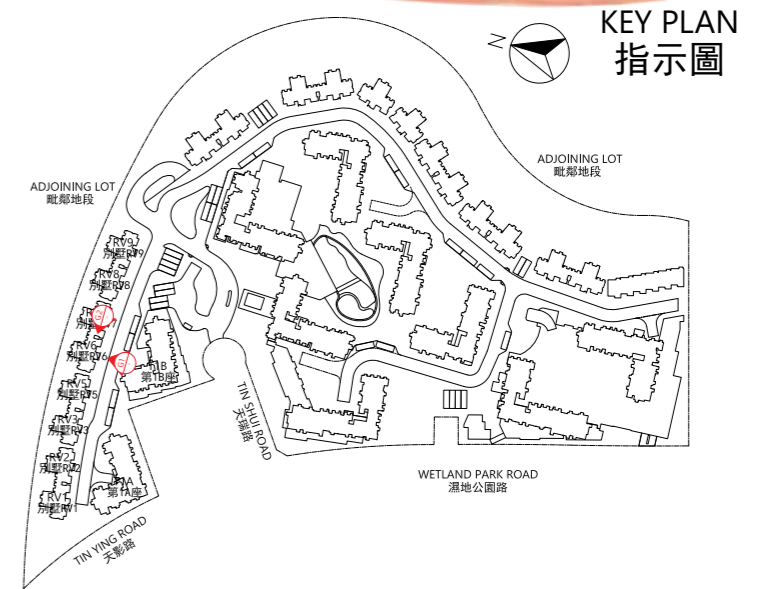 KEY PLAN
指示圖
N
ADJOINING LOT
毗鄰地段
ADJOINING LOT
毗鄰地段
RV9
別墅RV9
RV8
別墅RV8
G2
RV6
別墅RV6
G1
第1B座
RV5
別墅RV5
RV3
別墅RV3
RV2
別墅RV2
第1A座
RV1
別墅RV1
TIN SHUI ROAD
天瑞路
WETLAND PARK ROAD
濕地公園路
TIN YING ROAD
天影路